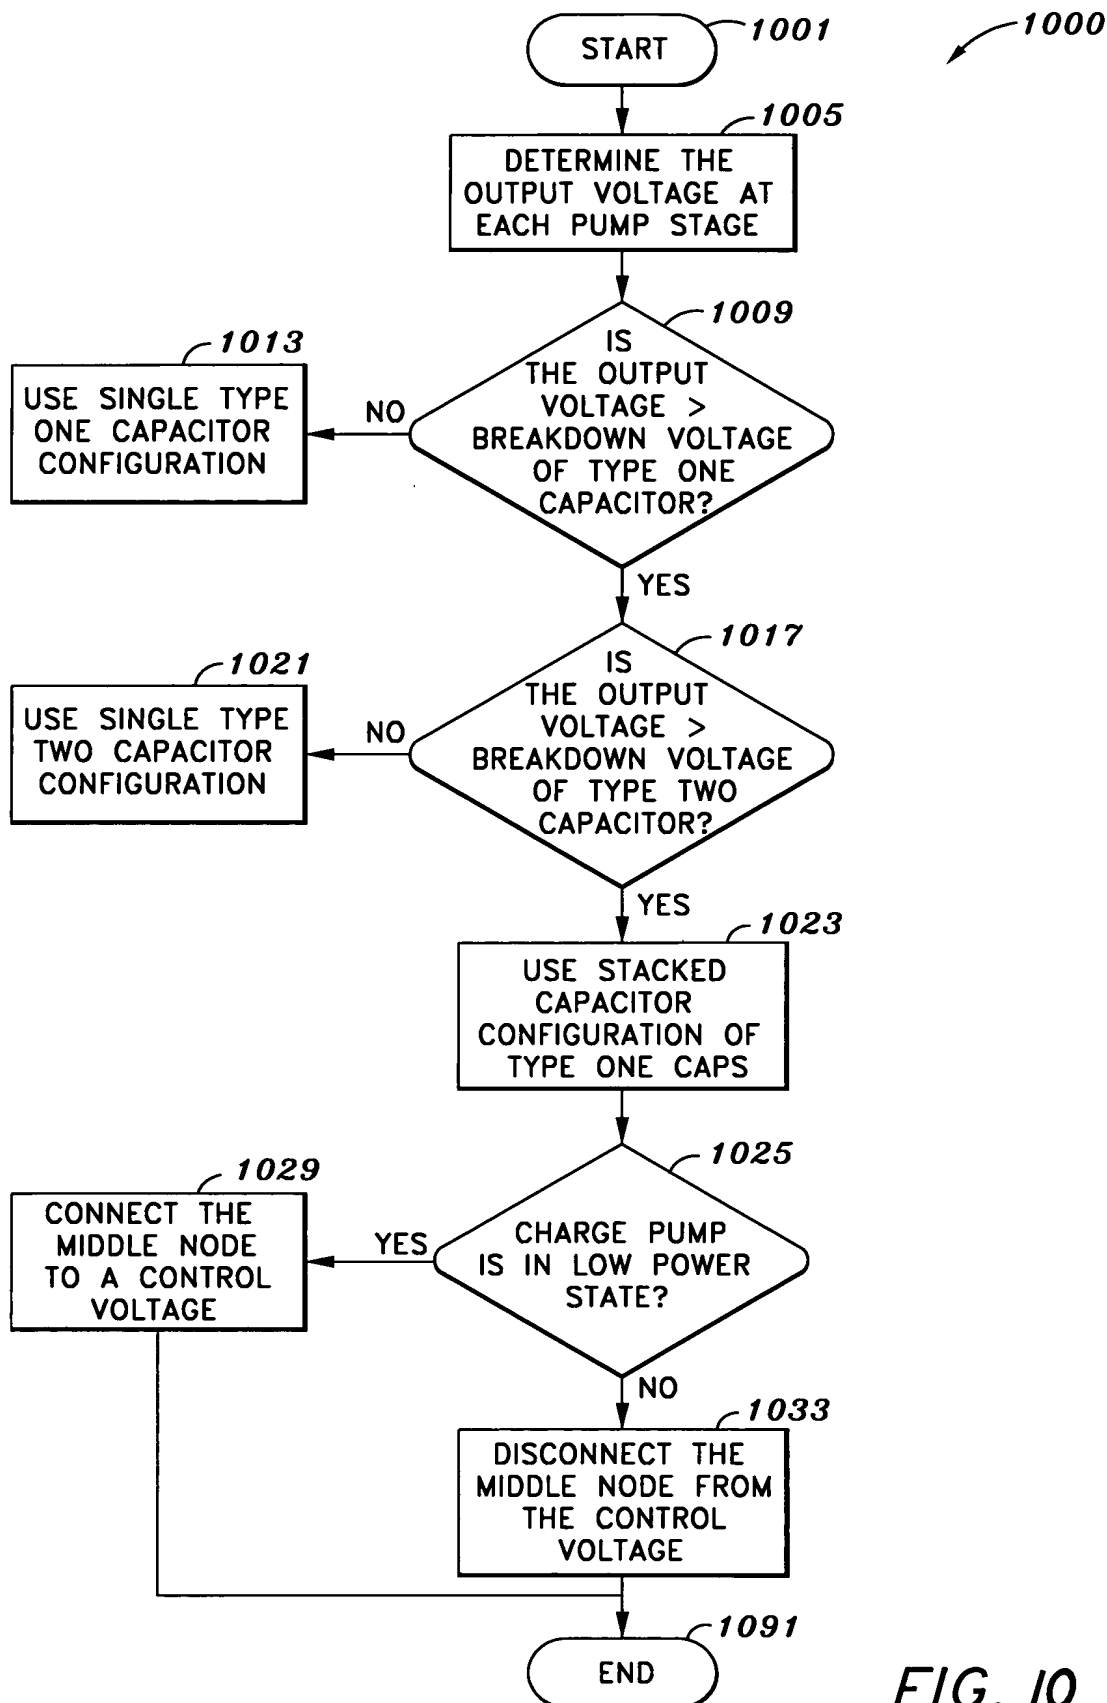 START
1001
1000
1005
DETERMINE THE
OUTPUT VOLTAGE AT
EACH PUMP STAGE
1009
IS
THE OUTPUT
VOLTAGE >
BREAKDOWN VOLTAGE
OF TYPE ONE
CAPACITOR?
NO
1013
USE SINGLE TYPE
ONE CAPACITOR
CONFIGURATION
YES
1017
IS
THE OUTPUT
VOLTAGE >
BREAKDOWN VOLTAGE
OF TYPE TWO
CAPACITOR?
NO
1021
USE SINGLE TYPE
TWO CAPACITOR
CONFIGURATION
YES
1023
USE STACKED
CAPACITOR
CONFIGURATION OF
TYPE ONE CAPS
1025
CHARGE PUMP
IS IN LOW POWER
STATE?
YES
1029
CONNECT THE
MIDDLE NODE
TO A CONTROL
VOLTAGE
NO
1033
DISCONNECT THE
MIDDLE NODE FROM
THE CONTROL
VOLTAGE
1091
END
FIG. 10